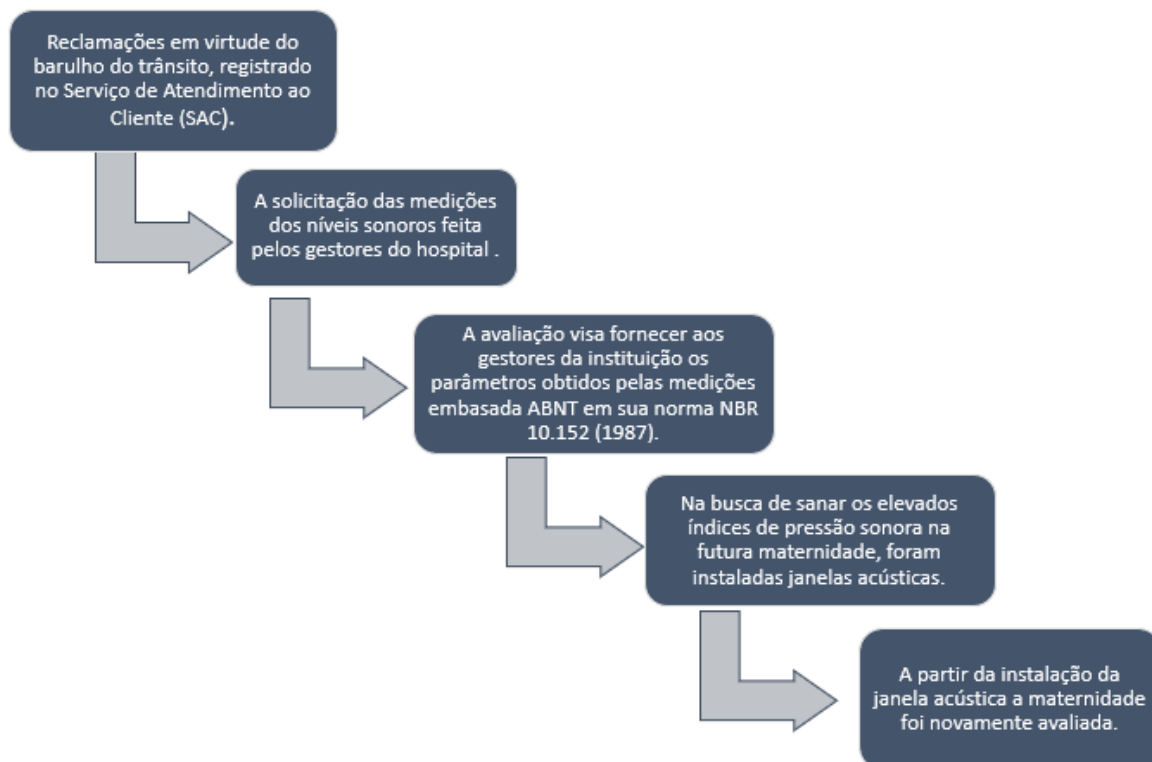 Reclamações em virtude do
barulho do trânsito, registrado
no Serviço de Atendimento ao
Cliente (SAC).
A solicitação das medições
dos níveis sonoros feita
pelos gestores do hospital .
A avaliação visa fornecer aos
gestores da instituição os
parâmetros obtidos pelas medições
embasada ABNT em sua norma NBR
10.152 (1987).
Na busca de sanar os elevados
índices de pressão sonora na
futura maternidade, foram
instaladas janelas acústicas.
A partir da instalação da
janela acústica a maternidade
foi novamente avaliada.